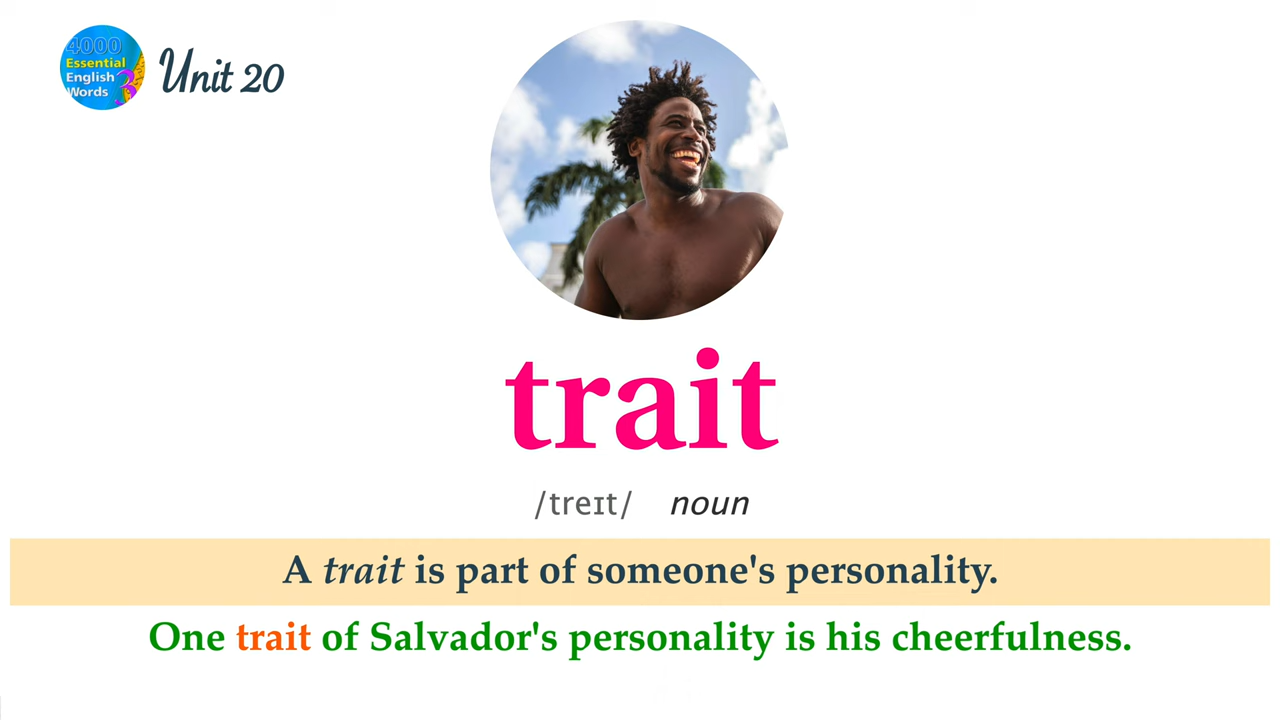 4000
Essential
English
Words 3
Unit 20
trait
/treɪt/ noun
A trait is part of someone's personality.
One trait of Salvador's personality is his cheerfulness.